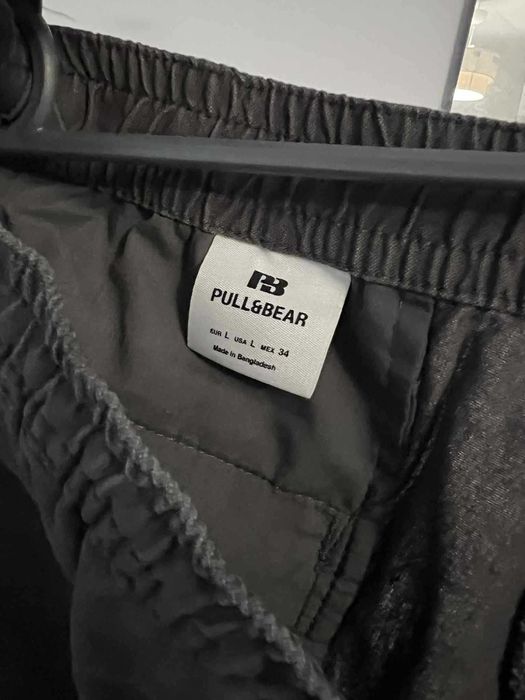 PB
PULL&BEAR
EUR L USA L MEX 34
Made in Bangladesh